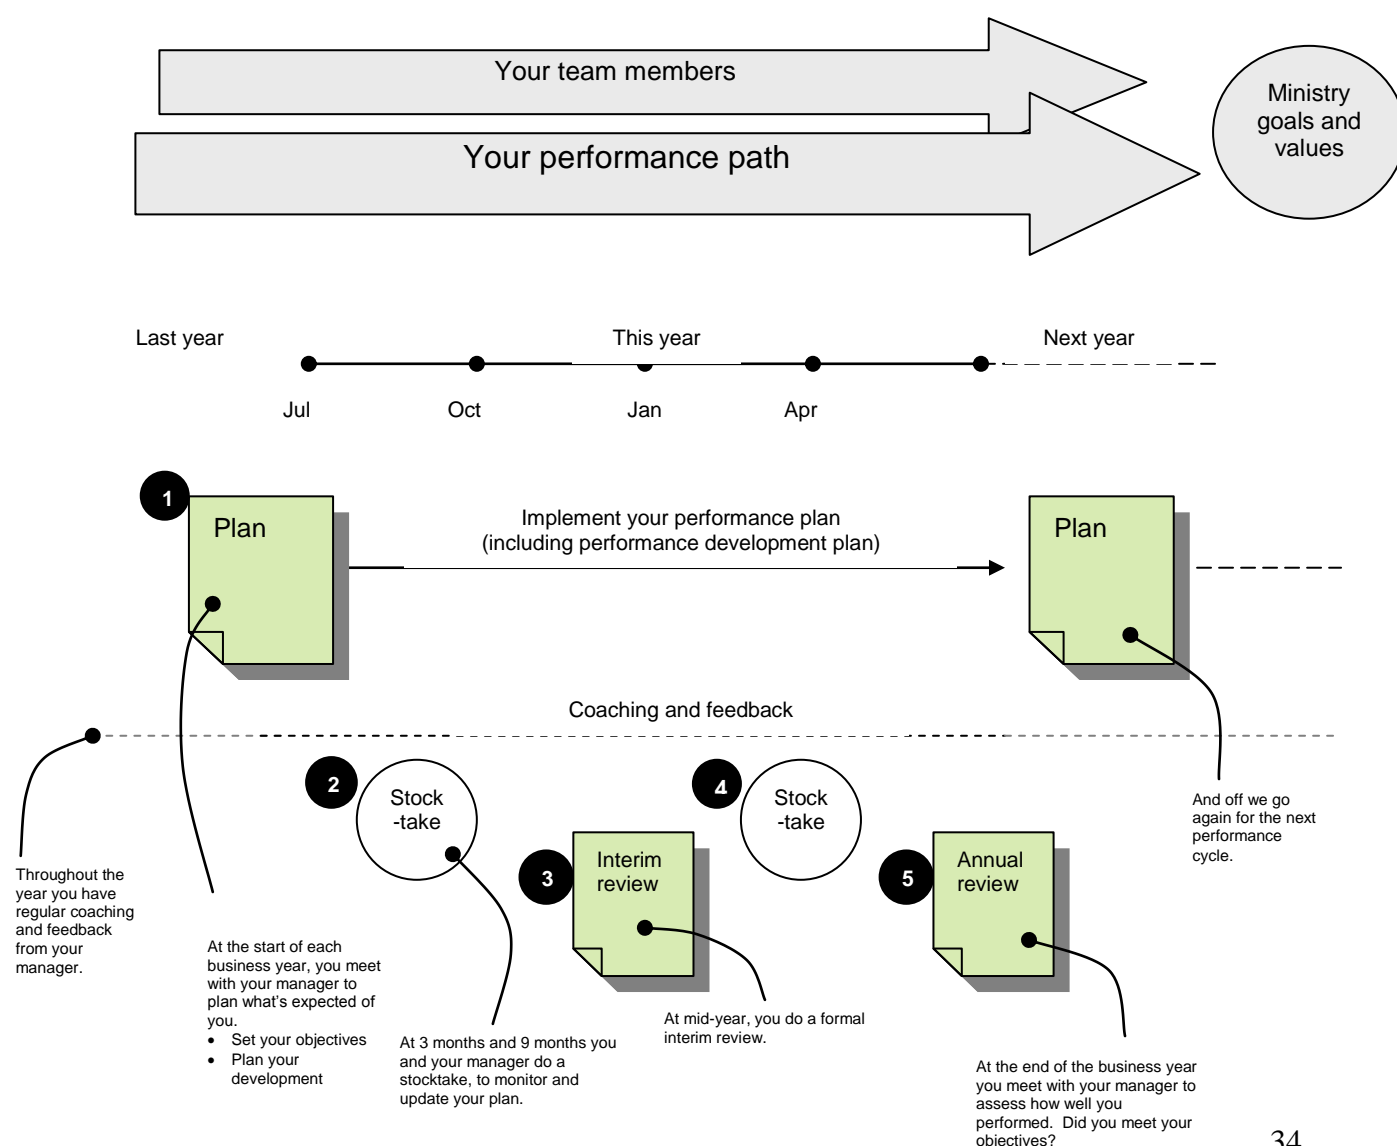 Your team members
Ministry
goals and
values
Your performance path
Last year
This year
Next year
Jul
Oct
Jan
Apr
1
Plan
Implement your performance plan
(including performance development plan)
Plan
Coaching and feedback
2
Stock
-take
4
Stock
-take
And off we go
again for the next
performance
cycle.
3
Interim
review
5
Annual
review
Throughout the
year you have
regular coaching
and feedback
from your
manager.
At the start of each
business year, you meet
with your manager to
plan what's expected of
you.
• Set your objectives
• Plan your
development
At 3 months and 9 months you
and your manager do a
stocktake, to monitor and
update your plan.
At mid-year, you do a formal
interim review.
At the end of the business year
you meet with your manager to
assess how well you
performed.  Did you meet your
objectives?
34